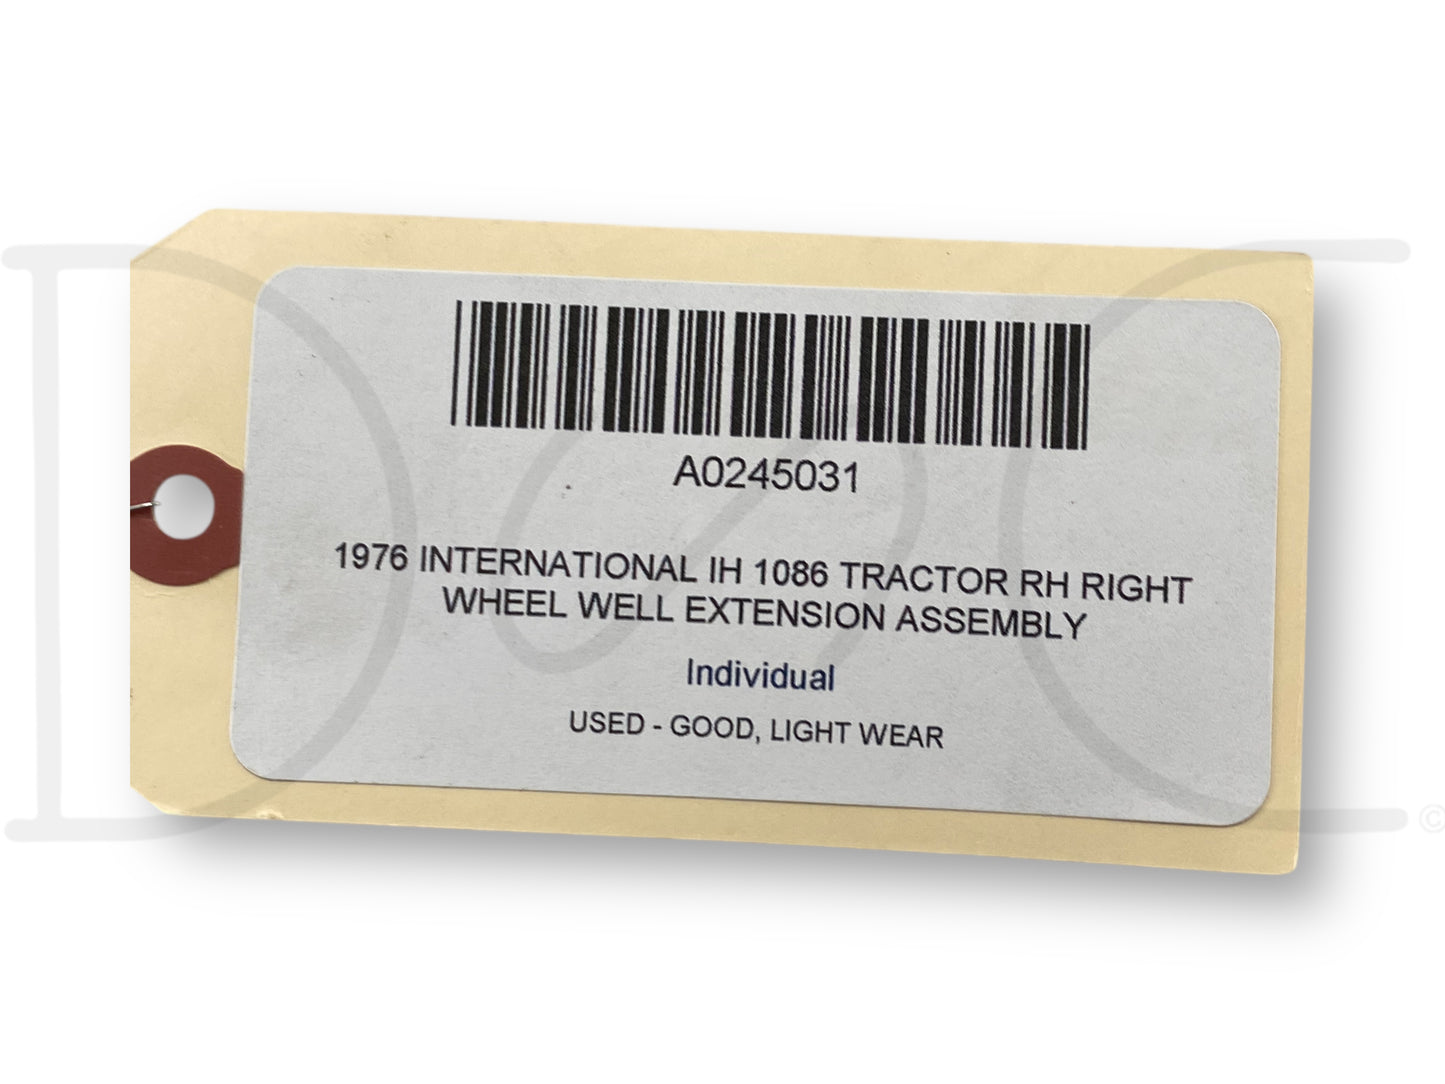 A0245031
1976 INTERNATIONAL IH 1086 TRACTOR RH RIGHT
WHEEL WELL EXTENSION ASSEMBLY
Individual
USED - GOOD, LIGHT WEAR